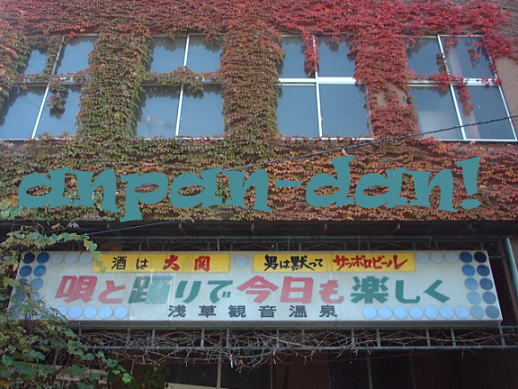 anpan-dan!
酒は 大関 男は黙って サッポロビール
唄と踊りで今日も楽しく
浅草観音温泉